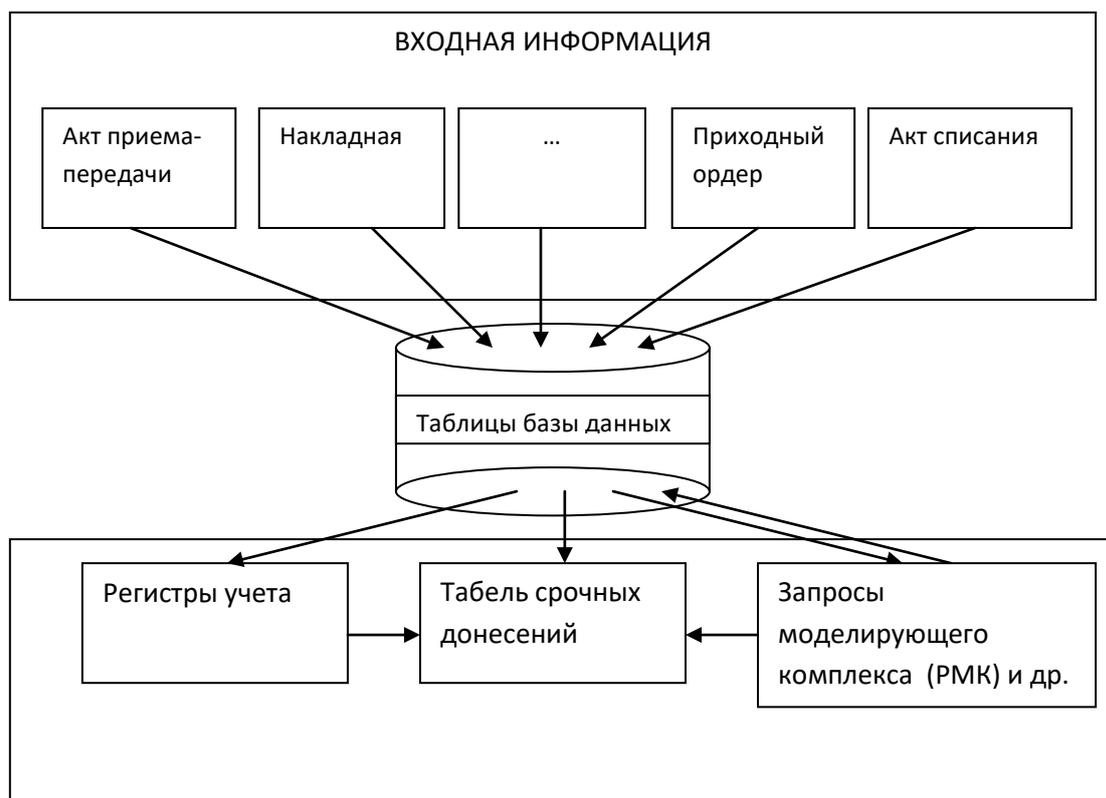 ВХОДНАЯ ИНФОРМАЦИЯ
Акт приема-
передачи
Накладная
...
Приходный
ордер
Акт списания
Таблицы базы данных
Регистры учета
Табель срочных
донесений
Запросы
моделирующего
комплекса (РМК) и др.